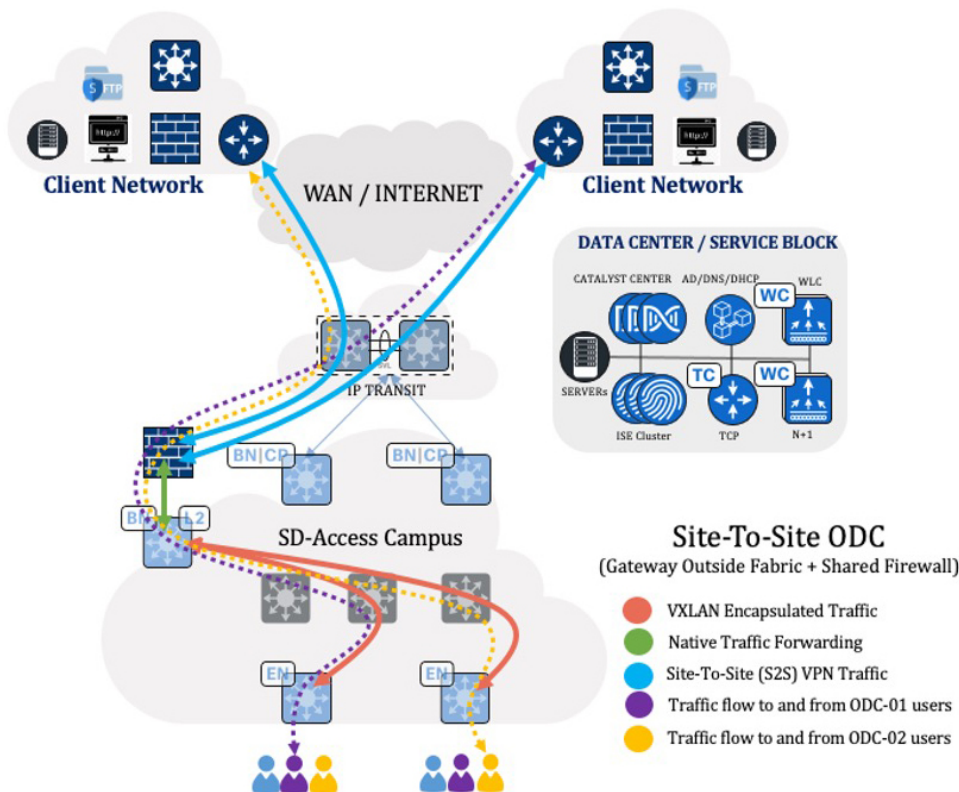 S FTP
http://
Client Network
S FTP
http://
Client Network
WAN / INTERNET
DATA CENTER / SERVICE BLOCK
CATALYST CENTER
AD/DNS/DHCP
WLC
WC
SERVERs
TC
WC
ISE Cluster
TCP
N+1
SVL
IP TRANSIT
BN|CP
BN|CP
BN
L2
SD-Access Campus
EN
EN
Site-To-Site ODC
(Gateway Outside Fabric + Shared Firewall)
VXLAN Encapsulated Traffic
Native Traffic Forwarding
Site-To-Site (S2S) VPN Traffic
Traffic flow to and from ODC-01 users
Traffic flow to and from ODC-02 users